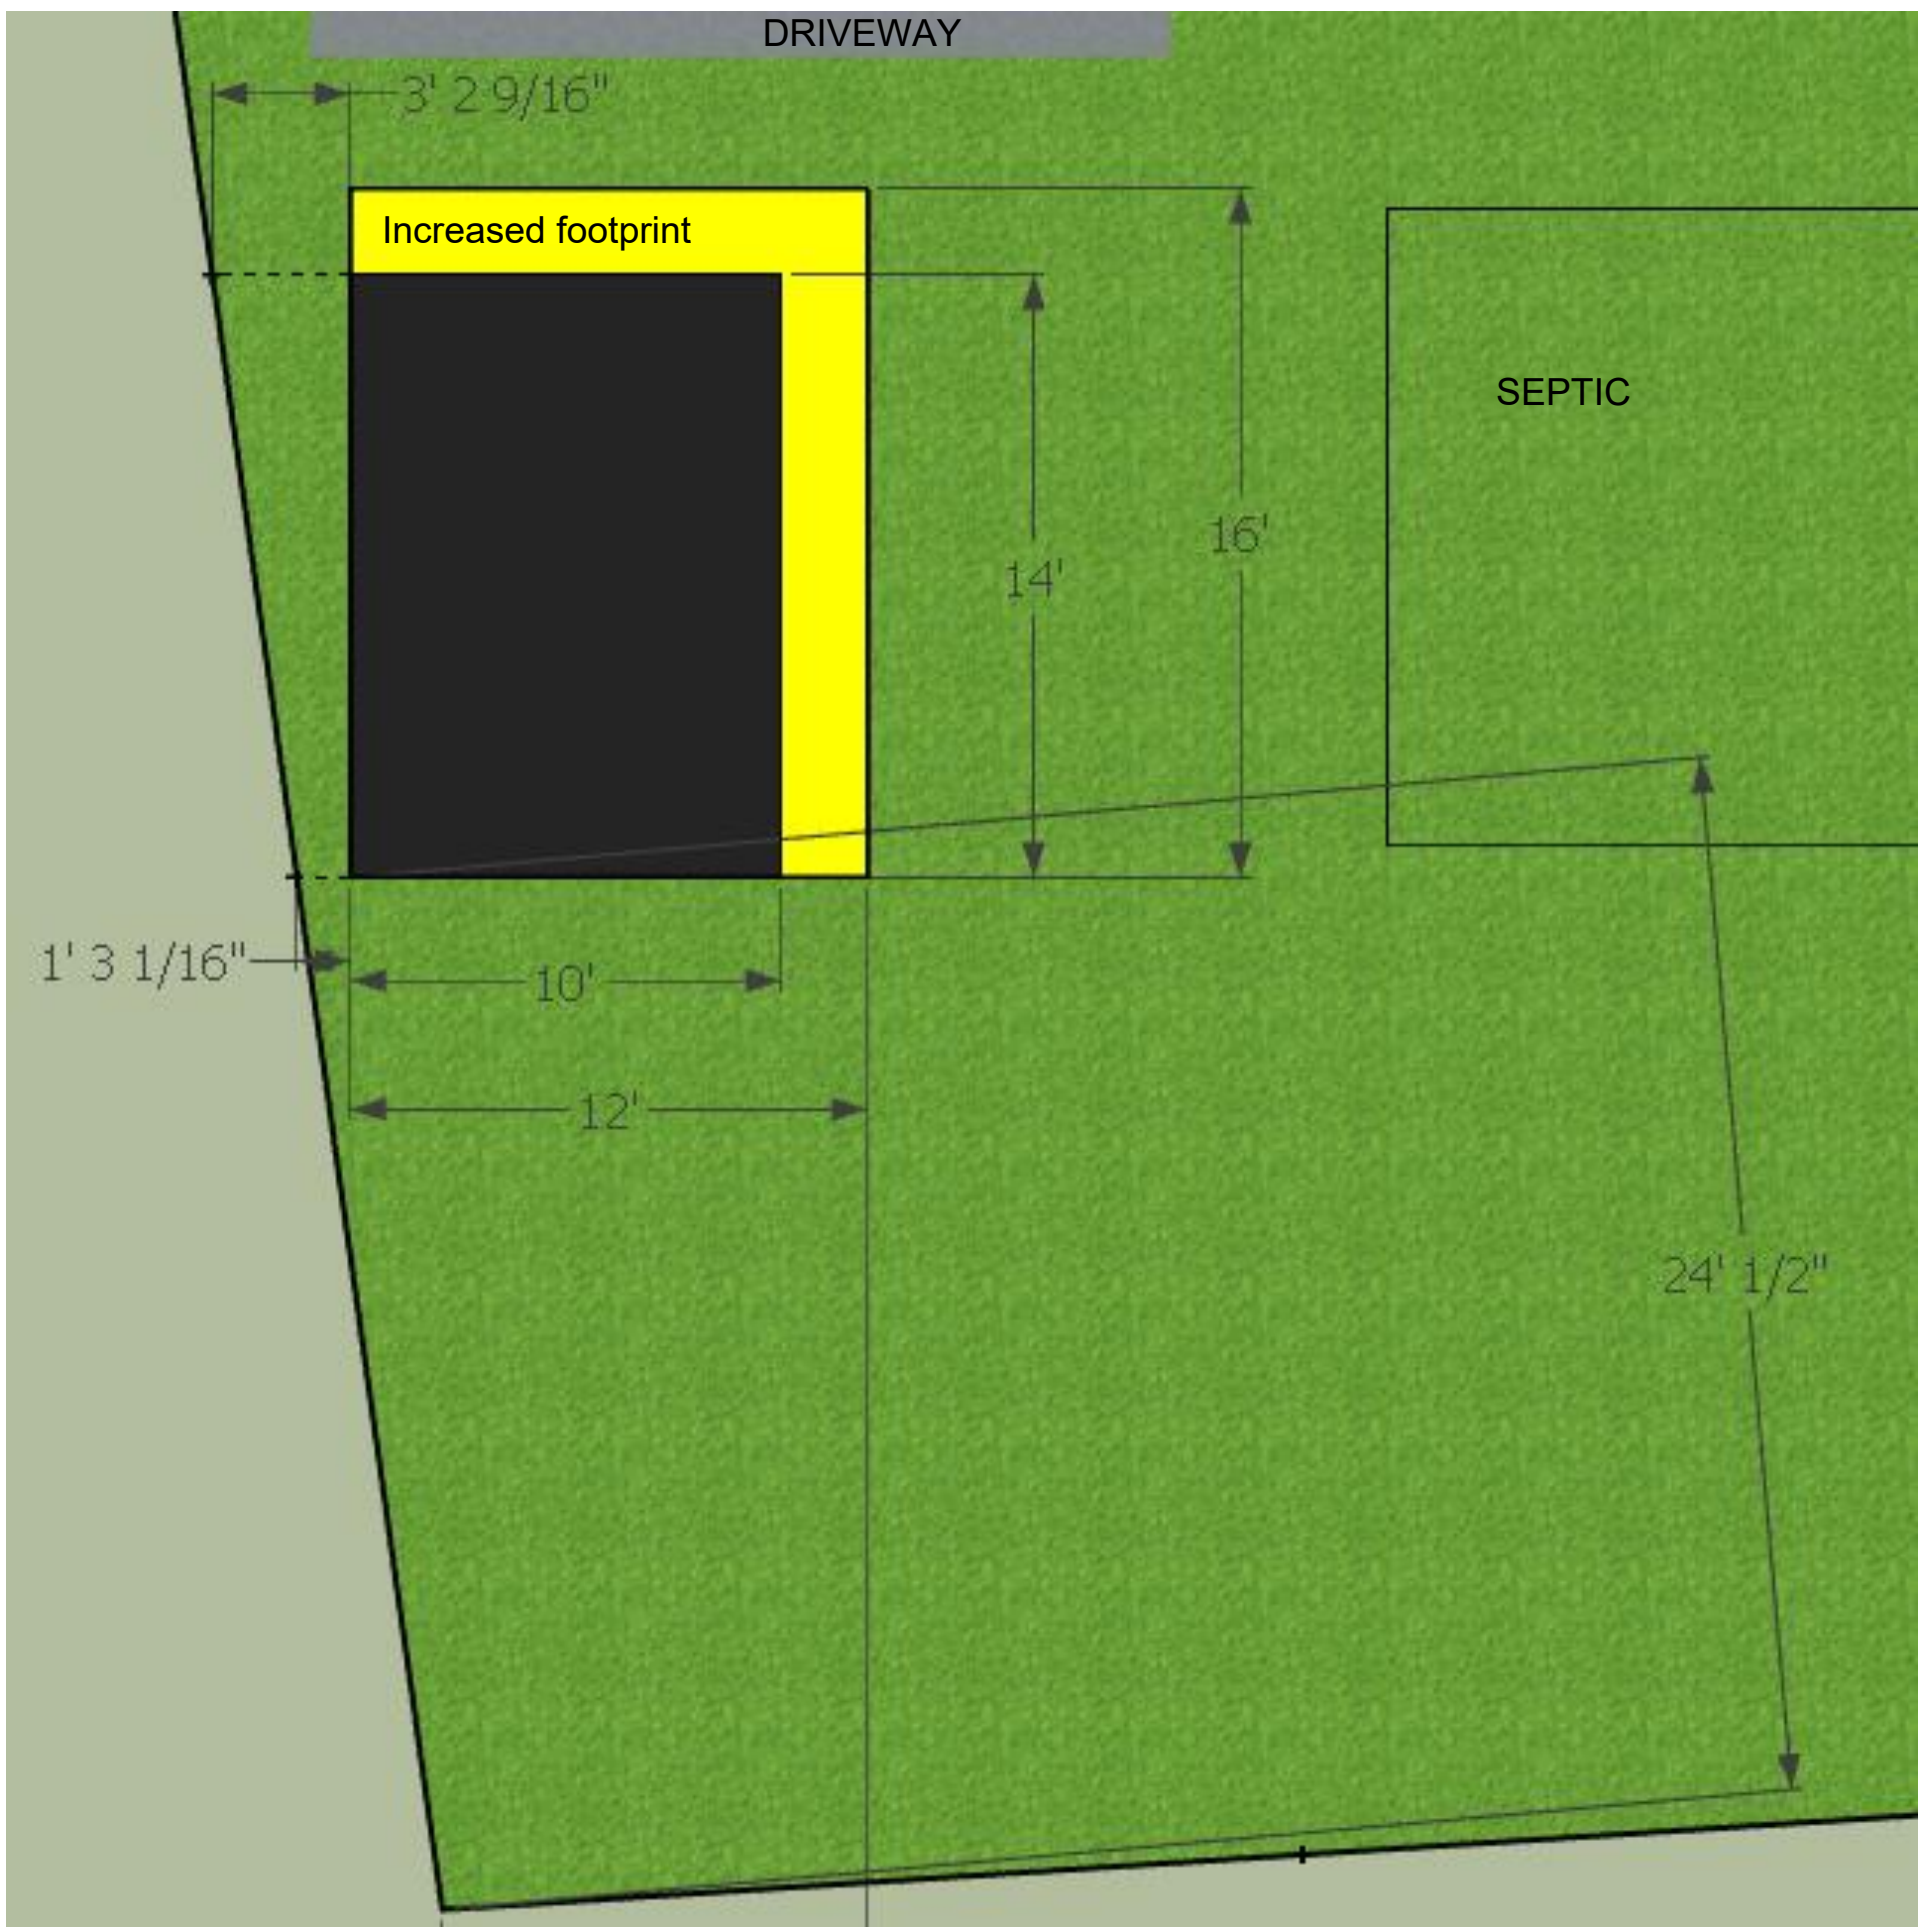 DRIVEWAY
3' 2 9/16"
Increased footprint
SEPTIC
16'
14'
1' 3 1/16"
10'
12'
24' 1/2"